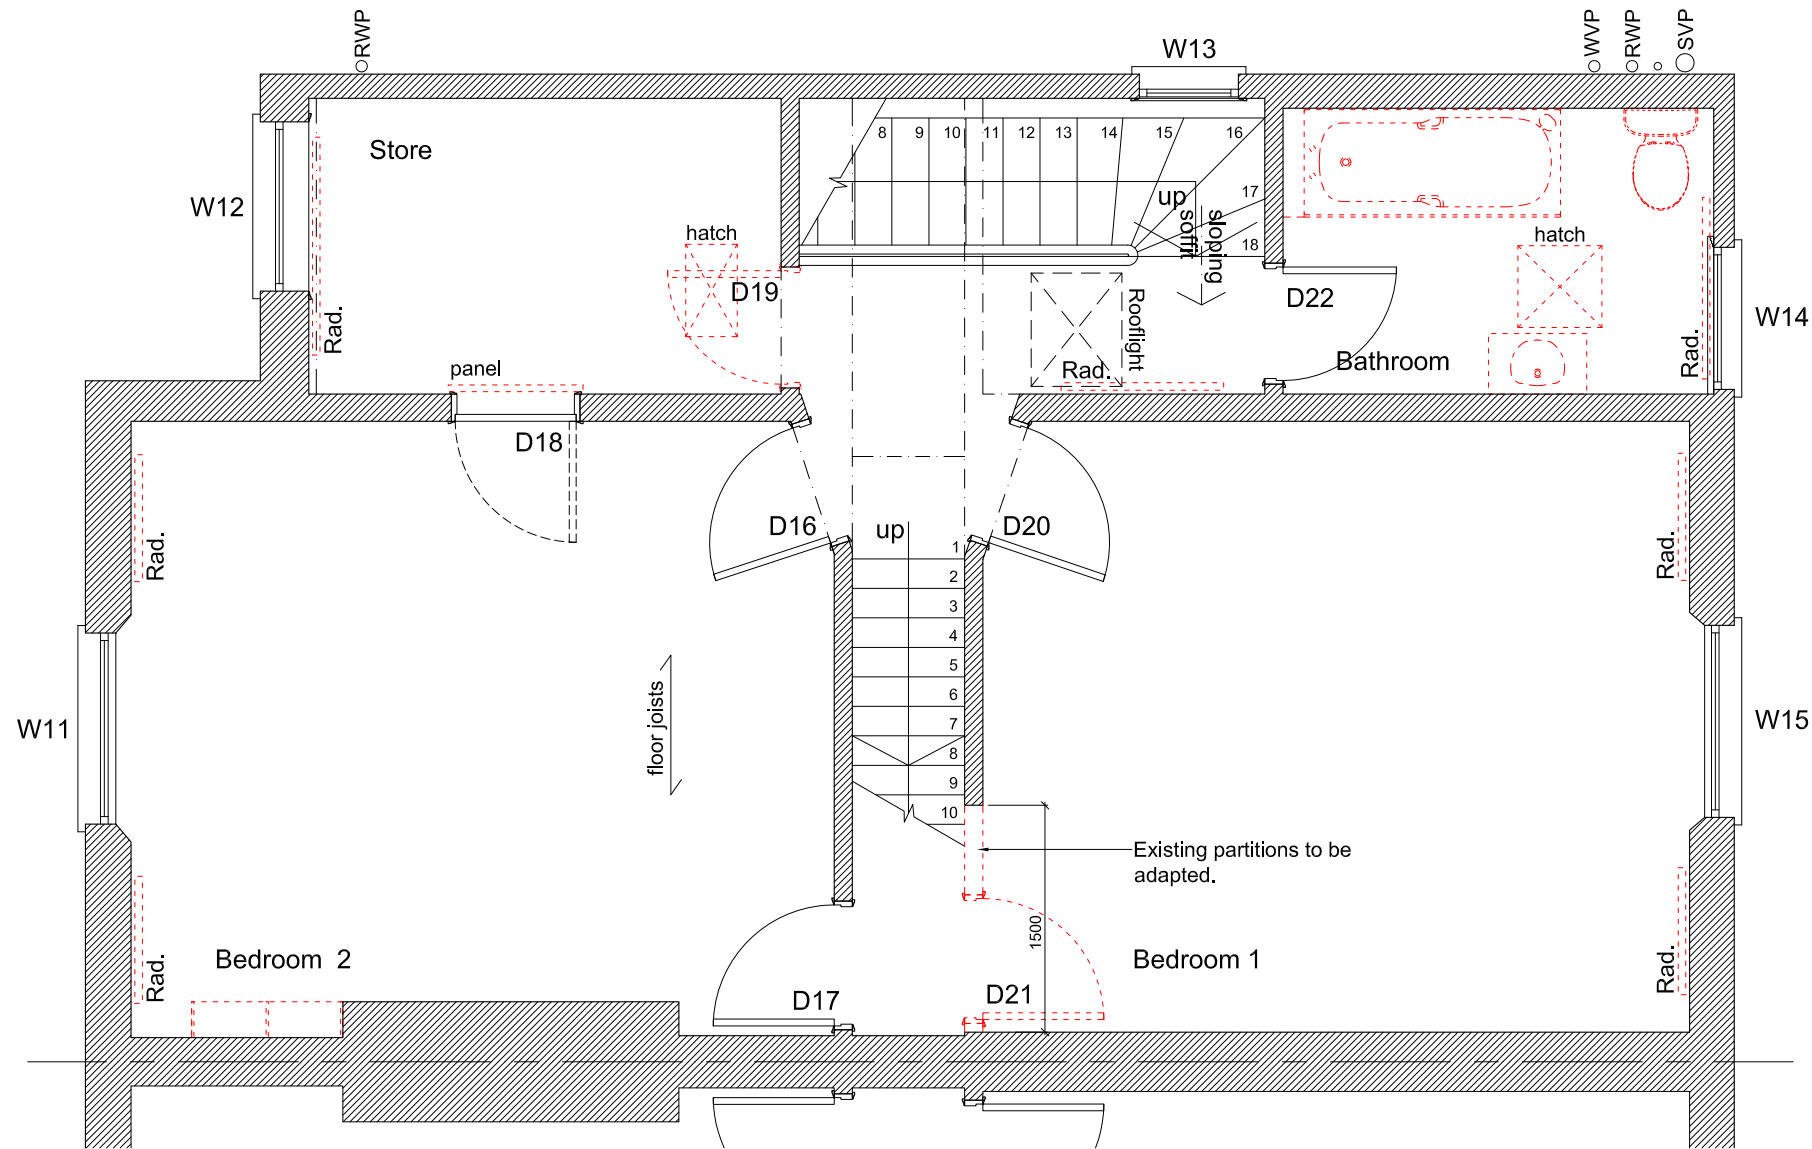 RWP
W13
WVP
RWP
SVP
Store
8 9 10 11 12 13 14 15 16
17
18
up
sloping
soffit
W12
hatch
hatch
D19
D22
Rooflight
Rad.
Rad.
Bathroom
Rad.
W14
panel
D18
D16
up
D20
Rad.
Rad.
1
2
3
4
5
6
7
8
9
10
floor joists
W11
W15
Existing partitions to be
adapted.
1500
Bedroom 2
Bedroom 1
Rad.
Rad.
D17
D21